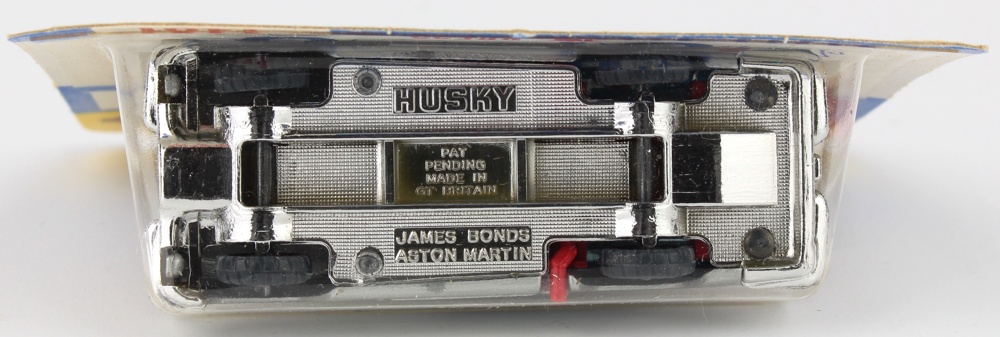 HUSKY
PAT
PENDING
MADE IN
GT BRITAIN
JAMES BONDS
ASTON MARTIN